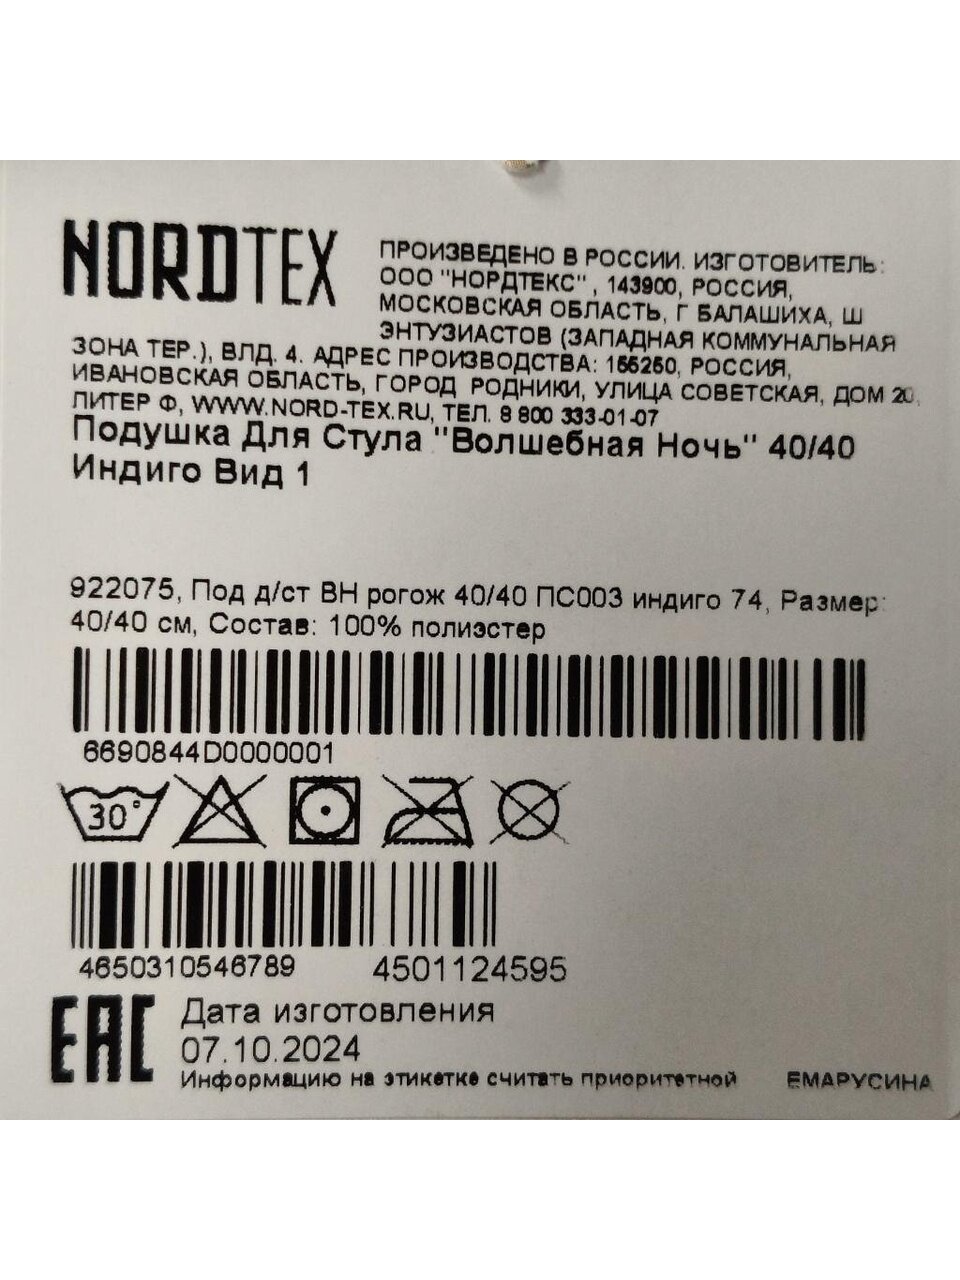 NORDTEX
ПРОИЗВЕДЕНО В РОССИИ. ИЗГОТОВИТЕЛЬ:
ООО "НОРДТЕКС" , 143900, РОССИЯ,
МОСКОВСКАЯ ОБЛАСТЬ, Г БАЛАШИХА, Ш
ЭНТУЗИАСТОВ (ЗАПАДНАЯ КОММУНАЛЬНАЯ
ЗОНА ТЕР.), ВЛД. 4. АДРЕС ПРОИЗВОДСТВА: 155250, РОССИЯ,
ИВАНОВСКАЯ ОБЛАСТЬ, ГОРОД РОДНИКИ, УЛИЦА СОВЕТСКАЯ, ДОМ 20,
ЛИТЕР Ф, WWW.NORD-TEX.RU, ТЕЛ. 8 800 333-01-07
Подушка Для Стула "Волшебная Ночь" 40/40
Индиго Вид 1
922075, Под д/ст ВН рогож 40/40 ПС003 индиго 74, Размер:
40/40 см, Состав: 100% полиэстер
6690844D0000001
30°
4650310546789 4501124595
EAC
Дата изготовления
07.10.2024
Информацию на этикетке считать приоритетной ЕМАРУСИНА